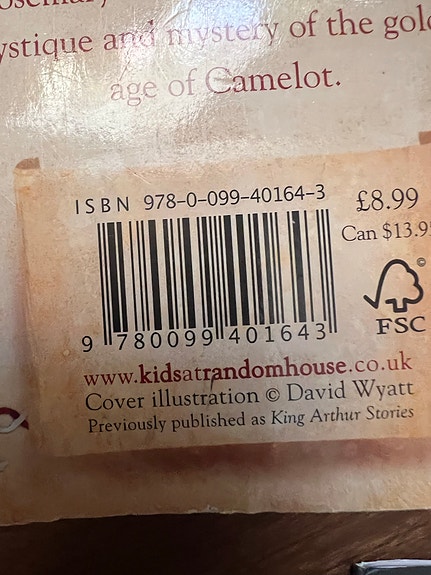 ystique and mystery of the gol
age of Camelot.
ISBN 978-0-099-40164-3
£8.99
Can $13.9
9 780099 401643
©
FSC
www.kidsatrandomhouse.co.uk
Cover illustration © David Wyatt
Previously published as King Arthur Stories